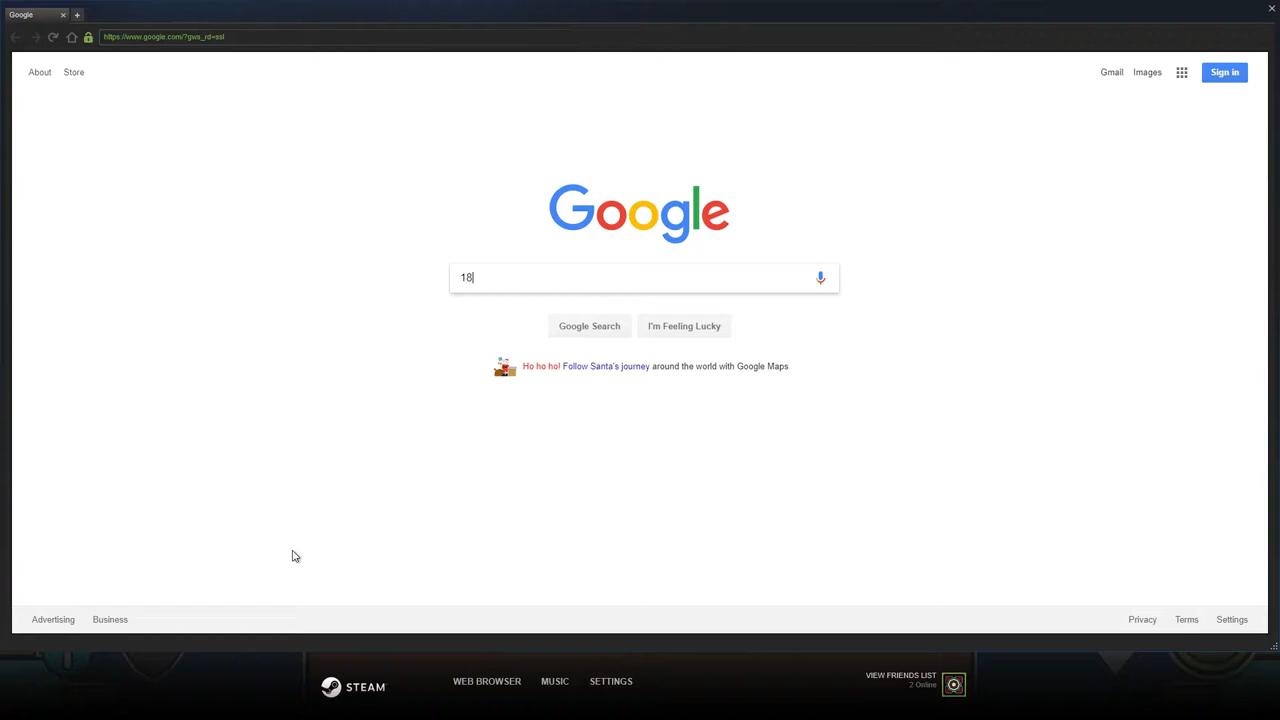 Google
https://www.google.com/?gws_rd=ssl
About Store Gmail Images Sign in
Google
18
Google Search I'm Feeling Lucky
Ho ho ho! Follow Santa's journey around the world with Google Maps
Advertising Business Privacy Terms Settings
STEAM WEB BROWSER MUSIC SETTINGS
VIEW FRIENDS LIST
2 Online